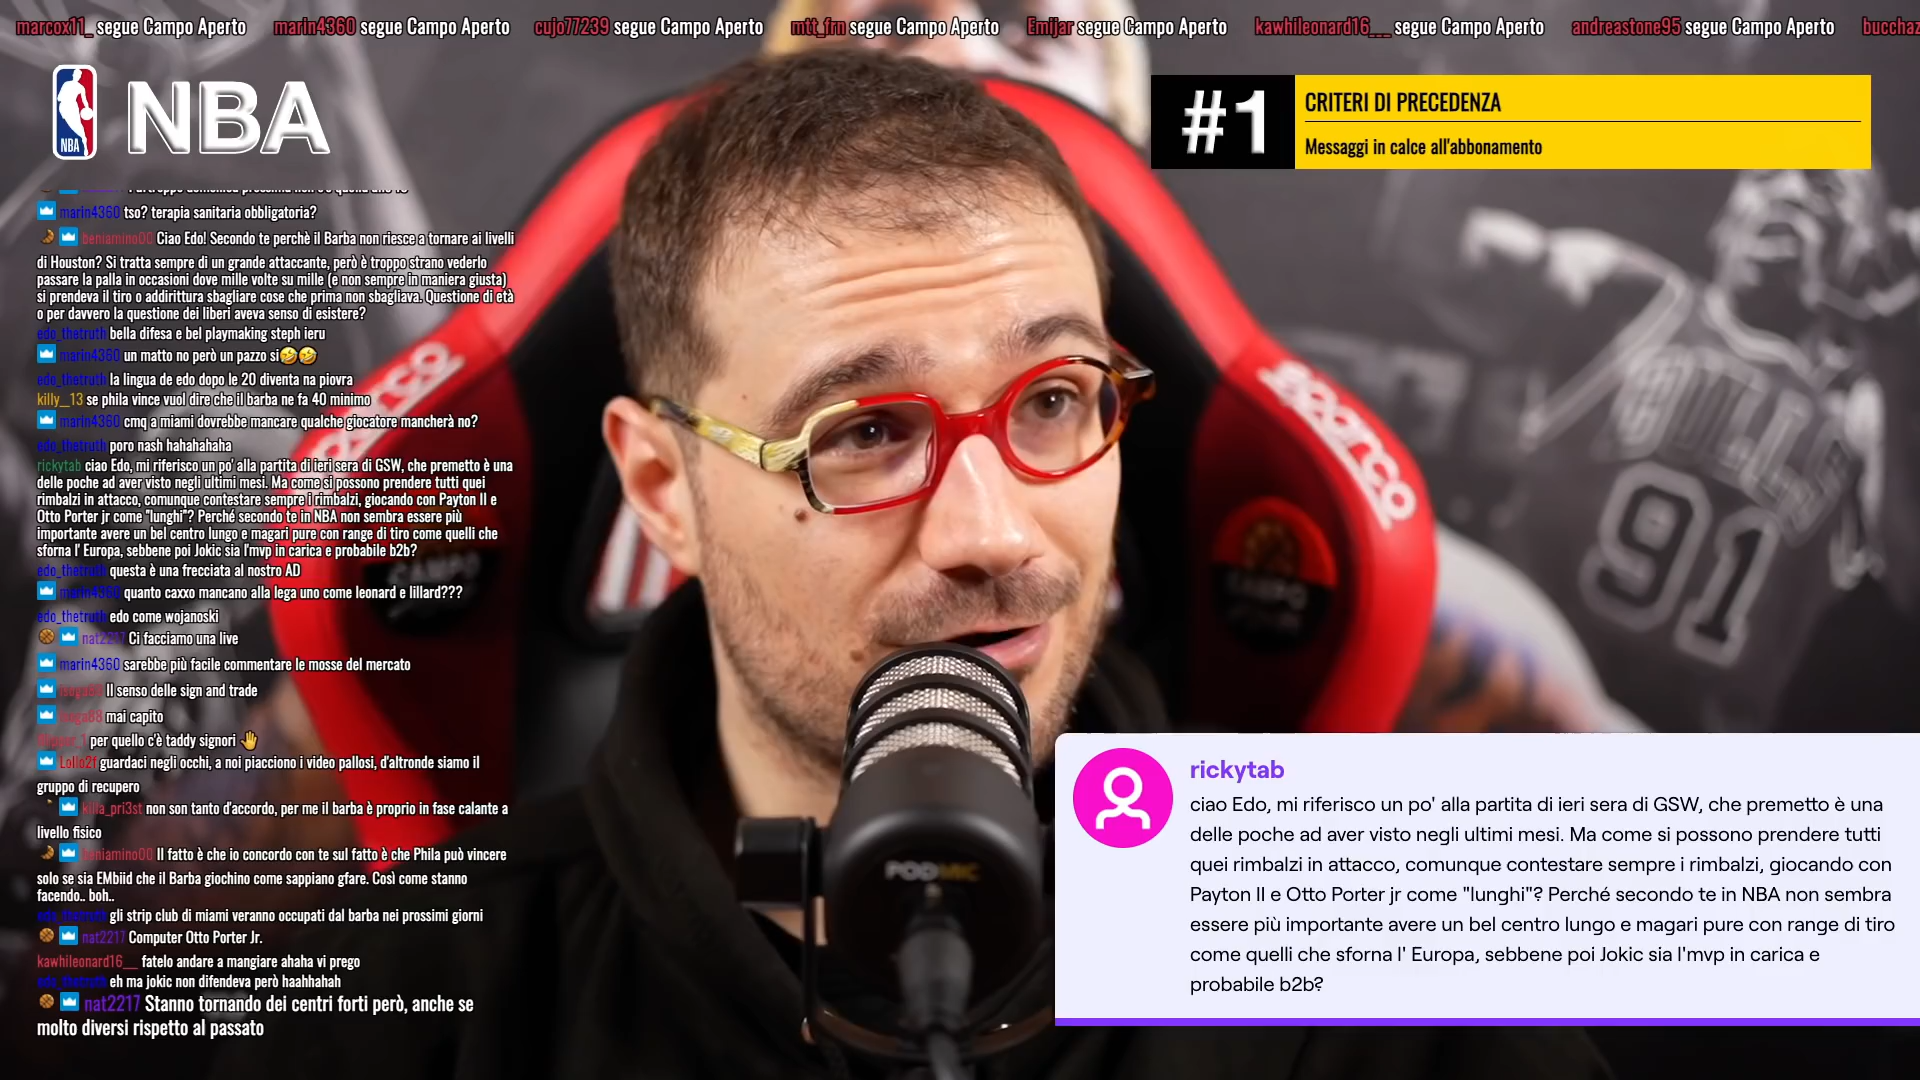 marcox11_ segue Campo Aperto marin4360 segue Campo Aperto cujo77239 segue Campo Aperto mtt_frn segue Campo Aperto Emijar segue Campo Aperto kawhileonard16___ segue Campo Aperto andreastone95 segue Campo Aperto bucchaz
NBA
NBA
#1
CRITERI DI PRECEDENZA
Messaggi in calce all'abbonamento
marin4360 tso? terapia sanitaria obbligatoria?
beniamino00 Ciao Edo! Secondo te perchè il Barba non riesce a tornare ai livelli
di Houston? Si tratta sempre di un grande attaccante, però è troppo strano vederlo
passare la palla in occasioni dove mille volte su mille (e non sempre in maniera giusta)
si prendeva il tiro o addirittura sbagliare cose che prima non sbagliava. Questione di età
o per davvero la questione dei liberi aveva senso di esistere?
edo_thetruth bella difesa e bel playmaking steph ieru
marin4360 un matto no però un pazzo si🤣🤣
edo_thetruth la lingua de edo dopo le 20 diventa na piovra
killy__13 se phila vince vuol dire che il barba ne fa 40 minimo
marin4360 cmq a miami dovrebbe mancare qualche giocatore mancherà no?
edo_thetruth poro nash hahahahaha
rickytab ciao Edo, mi riferisco un po' alla partita di ieri sera di GSW, che premetto è una
delle poche ad aver visto negli ultimi mesi. Ma come si possono prendere tutti quei
rimbalzi in attacco, comunque contestare sempre i rimbalzi, giocando con Payton II e
Otto Porter jr come "lunghi"? Perché secondo te in NBA non sembra essere più
importante avere un bel centro lungo e magari pure con range di tiro come quelli che
sforna l' Europa, sebbene poi Jokic sia l'mvp in carica e probabile b2b?
edo_thetruth questa è una frecciata al nostro AD
marin4360 quanto caxxo mancano alla lega uno come leonard e lillard???
edo_thetruth edo come wojanoski
nat2217 Ci facciamo una live
marin4360 sarebbe più facile commentare le mosse del mercato
Il senso delle sign and trade
mai capito
per quello c'è taddy signori 🤚
Lollo2f guardaci negli occhi, a noi piacciono i video pallosi, d'altronde siamo il
gruppo di recupero
killa_pri3st non son tanto d'accordo, per me il barba è proprio in fase calante a
livello fisico
beniamino00 Il fatto è che io concordo con te sul fatto è che Phila può vincere
solo se sia EMbiid che il Barba giochino come sappiano gfare. Così come stanno
facendo.. boh..
edo_thetruth gli strip club di miami veranno occupati dal barba nei prossimi giorni
nat2217 Computer Otto Porter Jr.
kawhileonard16___ fatelo andare a mangiare ahaha vi prego
edo_thetruth eh ma jokic non difendeva però haahhahah
nat2217 Stanno tornando dei centri forti però, anche se
molto diversi rispetto al passato
sparco
sparco
91
PODMIC
rickytab
ciao Edo, mi riferisco un po' alla partita di ieri sera di GSW, che premetto è una
delle poche ad aver visto negli ultimi mesi. Ma come si possono prendere tutti
quei rimbalzi in attacco, comunque contestare sempre i rimbalzi, giocando con
Payton II e Otto Porter jr come "lunghi"? Perché secondo te in NBA non sembra
essere più importante avere un bel centro lungo e magari pure con range di tiro
come quelli che sforna l' Europa, sebbene poi Jokic sia l'mvp in carica e
probabile b2b?